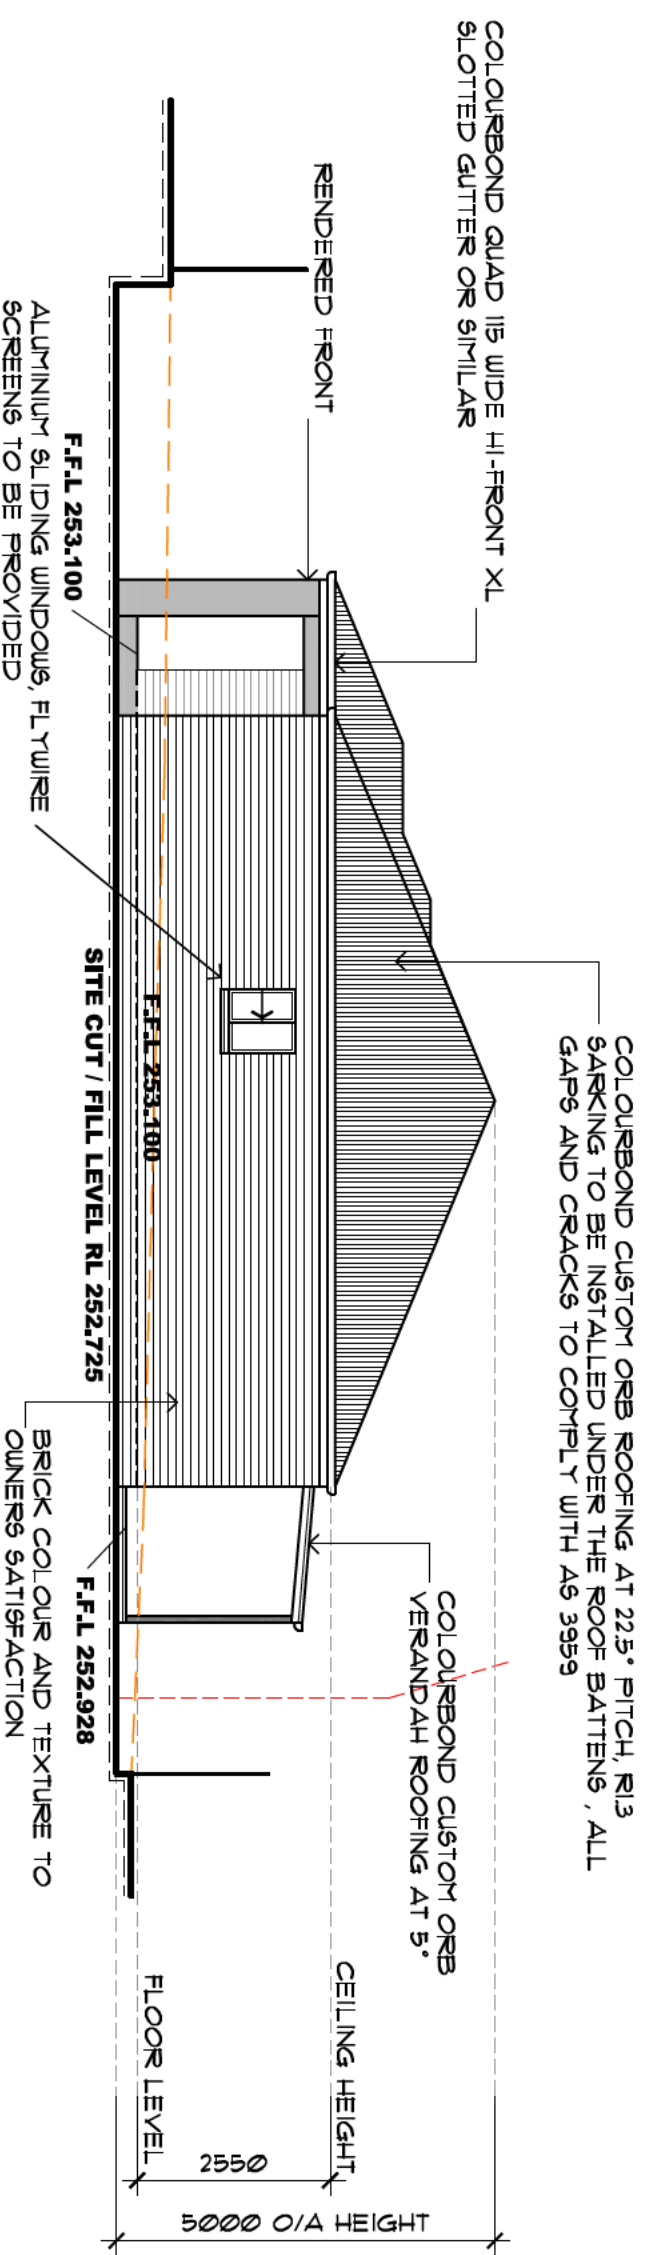 COLOURBOND QUAD 115 WIDE HI-FRONT XL
SLOTTED GUTTER OR SIMILAR
RENDERED FRONT
COLOURBOND CUSTOM ORB ROOFING AT 22.5° PITCH, R1.3
SARKING TO BE INSTALLED UNDER THE ROOF BATTENS , ALL
GAPS AND CRACKS TO COMPLY WITH AS 3959
COLOURBOND CUSTOM ORB
VERANDAH ROOFING AT 5°
CEILING HEIGHT
FLOOR LEVEL
2550
5000 O/A HEIGHT
F.F.L 253.100
F.F.L 253.100
SITE CUT / FILL LEVEL RL 252.725
F.F.L 252.928
ALUMINIUM SLIDING WINDOWS, FLYWIRE
SCREENS TO BE PROVIDED
BRICK COLOUR AND TEXTURE TO
OWNERS SATISFACTION